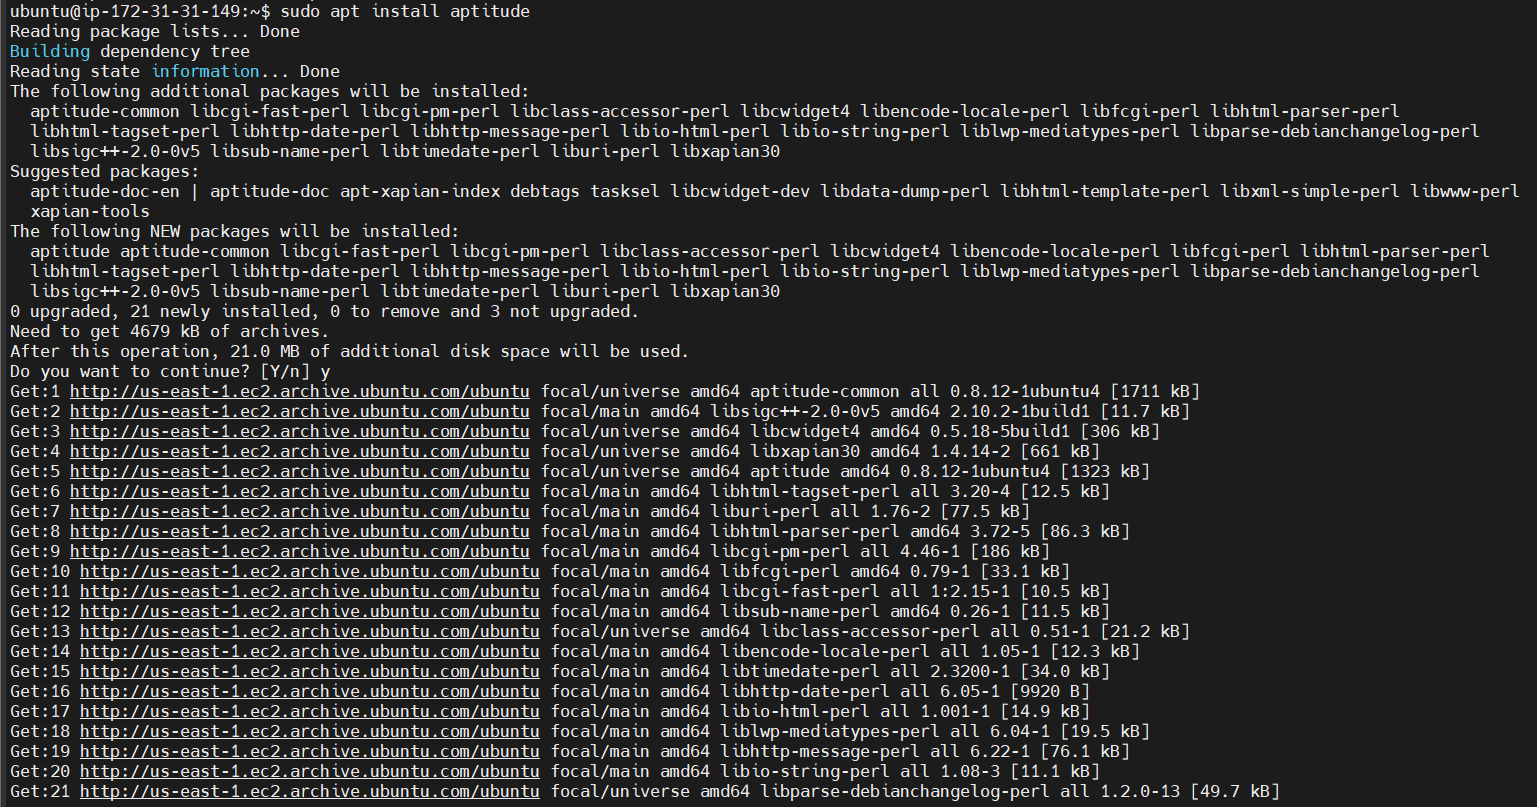 ubuntu@ip-172-31-31-149:~$ sudo apt install aptitude
Reading package lists... Done
Building dependency tree
Reading state information... Done
The following additional packages will be installed:
  aptitude-common libcgi-fast-perl libcgi-pm-perl libclass-accessor-perl libcwidget4 libencode-locale-perl libfcgi-perl libhtml-parser-perl
  libhtml-tagset-perl libhttp-date-perl libhttp-message-perl libio-html-perl libio-string-perl liblwp-mediatypes-perl libparse-debianchangelog-perl
  libsigc++-2.0-0v5 libsub-name-perl libtimedate-perl liburi-perl libxapian30
Suggested packages:
  aptitude-doc-en | aptitude-doc apt-xapian-index debtags tasksel libcwidget-dev libdata-dump-perl libhtml-template-perl libxml-simple-perl libwww-perl
  xapian-tools
The following NEW packages will be installed:
  aptitude aptitude-common libcgi-fast-perl libcgi-pm-perl libclass-accessor-perl libcwidget4 libencode-locale-perl libfcgi-perl libhtml-parser-perl
  libhtml-tagset-perl libhttp-date-perl libhttp-message-perl libio-html-perl libio-string-perl liblwp-mediatypes-perl libparse-debianchangelog-perl
  libsigc++-2.0-0v5 libsub-name-perl libtimedate-perl liburi-perl libxapian30
0 upgraded, 21 newly installed, 0 to remove and 3 not upgraded.
Need to get 4679 kB of archives.
After this operation, 21.0 MB of additional disk space will be used.
Do you want to continue? [Y/n] y
Get:1 http://us-east-1.ec2.archive.ubuntu.com/ubuntu focal/universe amd64 aptitude-common all 0.8.12-1ubuntu4 [1711 kB]
Get:2 http://us-east-1.ec2.archive.ubuntu.com/ubuntu focal/main amd64 libsigc++-2.0-0v5 amd64 2.10.2-1build1 [11.7 kB]
Get:3 http://us-east-1.ec2.archive.ubuntu.com/ubuntu focal/universe amd64 libcwidget4 amd64 0.5.18-5build1 [306 kB]
Get:4 http://us-east-1.ec2.archive.ubuntu.com/ubuntu focal/universe amd64 libxapian30 amd64 1.4.14-2 [661 kB]
Get:5 http://us-east-1.ec2.archive.ubuntu.com/ubuntu focal/universe amd64 aptitude amd64 0.8.12-1ubuntu4 [1323 kB]
Get:6 http://us-east-1.ec2.archive.ubuntu.com/ubuntu focal/main amd64 libhtml-tagset-perl all 3.20-4 [12.5 kB]
Get:7 http://us-east-1.ec2.archive.ubuntu.com/ubuntu focal/main amd64 liburi-perl all 1.76-2 [77.5 kB]
Get:8 http://us-east-1.ec2.archive.ubuntu.com/ubuntu focal/main amd64 libhtml-parser-perl amd64 3.72-5 [86.3 kB]
Get:9 http://us-east-1.ec2.archive.ubuntu.com/ubuntu focal/main amd64 libcgi-pm-perl all 4.46-1 [186 kB]
Get:10 http://us-east-1.ec2.archive.ubuntu.com/ubuntu focal/main amd64 libfcgi-perl amd64 0.79-1 [33.1 kB]
Get:11 http://us-east-1.ec2.archive.ubuntu.com/ubuntu focal/main amd64 libcgi-fast-perl all 1:2.15-1 [10.5 kB]
Get:12 http://us-east-1.ec2.archive.ubuntu.com/ubuntu focal/main amd64 libsub-name-perl amd64 0.26-1 [11.5 kB]
Get:13 http://us-east-1.ec2.archive.ubuntu.com/ubuntu focal/universe amd64 libclass-accessor-perl all 0.51-1 [21.2 kB]
Get:14 http://us-east-1.ec2.archive.ubuntu.com/ubuntu focal/main amd64 libencode-locale-perl all 1.05-1 [12.3 kB]
Get:15 http://us-east-1.ec2.archive.ubuntu.com/ubuntu focal/main amd64 libtimedate-perl all 2.3200-1 [34.0 kB]
Get:16 http://us-east-1.ec2.archive.ubuntu.com/ubuntu focal/main amd64 libhttp-date-perl all 6.05-1 [9920 B]
Get:17 http://us-east-1.ec2.archive.ubuntu.com/ubuntu focal/main amd64 libio-html-perl all 1.001-1 [14.9 kB]
Get:18 http://us-east-1.ec2.archive.ubuntu.com/ubuntu focal/main amd64 liblwp-mediatypes-perl all 6.04-1 [19.5 kB]
Get:19 http://us-east-1.ec2.archive.ubuntu.com/ubuntu focal/main amd64 libhttp-message-perl all 6.22-1 [76.1 kB]
Get:20 http://us-east-1.ec2.archive.ubuntu.com/ubuntu focal/main amd64 libio-string-perl all 1.08-3 [11.1 kB]
Get:21 http://us-east-1.ec2.archive.ubuntu.com/ubuntu focal/universe amd64 libparse-debianchangelog-perl all 1.2.0-13 [49.7 kB]